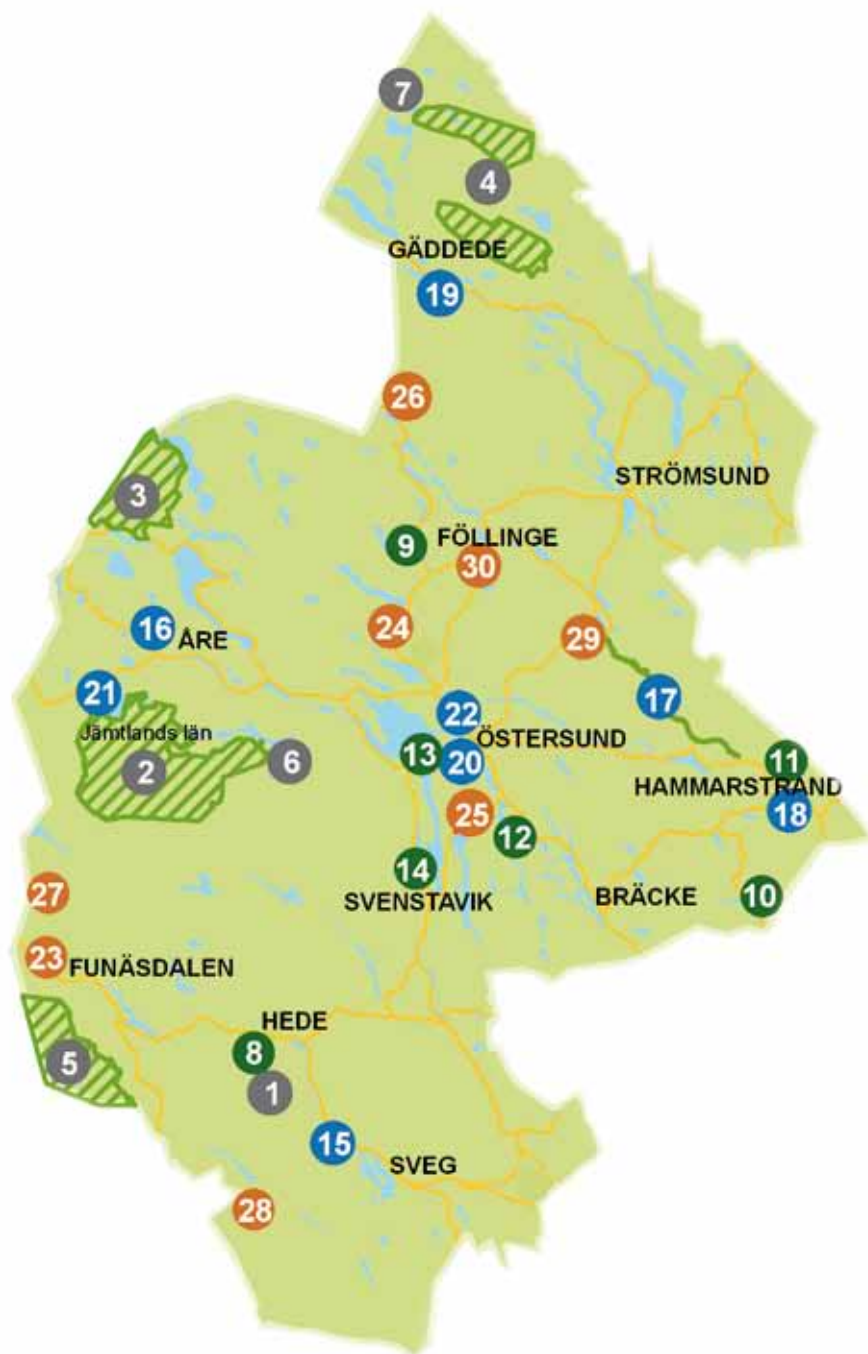 7
4
GÄDDEDE
19
26
STRÖMSUND
3
9
FÖLLINGE
30
24
29
16
ÅRE
21
17
22
Jämtlands län
ÖSTERSUND
13
20
6
2
11
HAMMARSTRAND
18
25
12
14
SVENSTAVIK
BRÄCKE
10
27
23
FUNÄSDALEN
HEDE
8
5
1
15
SVEG
28